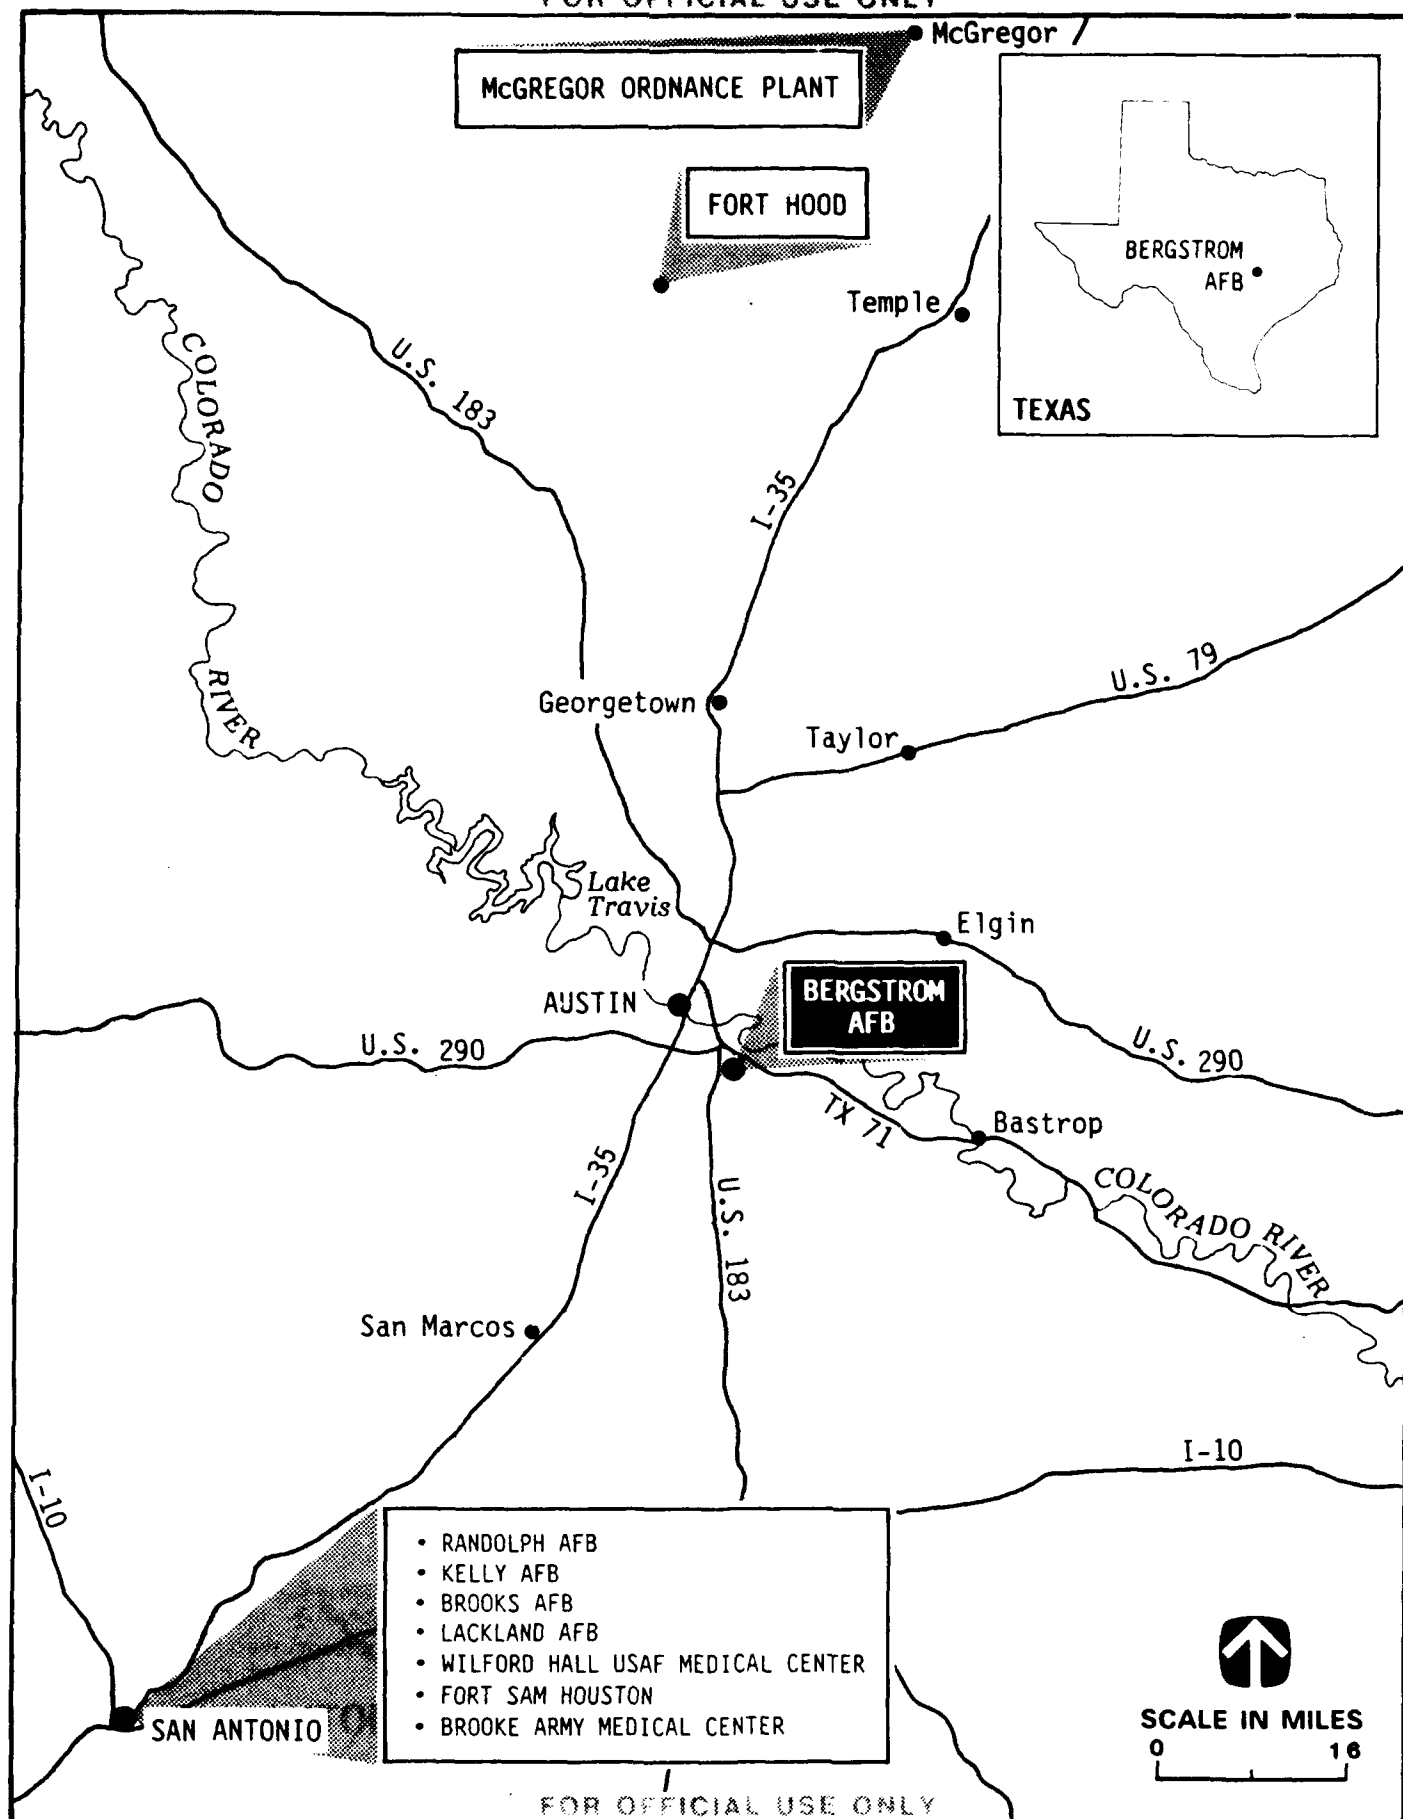 FOR OFFICIAL USE ONLY
McGregor
McGREGOR ORDNANCE PLANT
FORT HOOD
BERGSTROM
AFB
TEXAS
Temple
COLORADO
U.S. 183
I-35
RIVER
U.S. 79
Georgetown
Taylor
Lake
Travis
Elgin
BERGSTROM
AFB
AUSTIN
U.S. 290
U.S. 290
TX 71
Bastrop
I-35
U.S. 183
COLORADO RIVER
San Marcos
I-10
I-10
• RANDOLPH AFB
• KELLY AFB
• BROOKS AFB
• LACKLAND AFB
• WILFORD HALL USAF MEDICAL CENTER
• FORT SAM HOUSTON
• BROOKE ARMY MEDICAL CENTER
SAN ANTONIO
SCALE IN MILES
0 16
FOR OFFICIAL USE ONLY